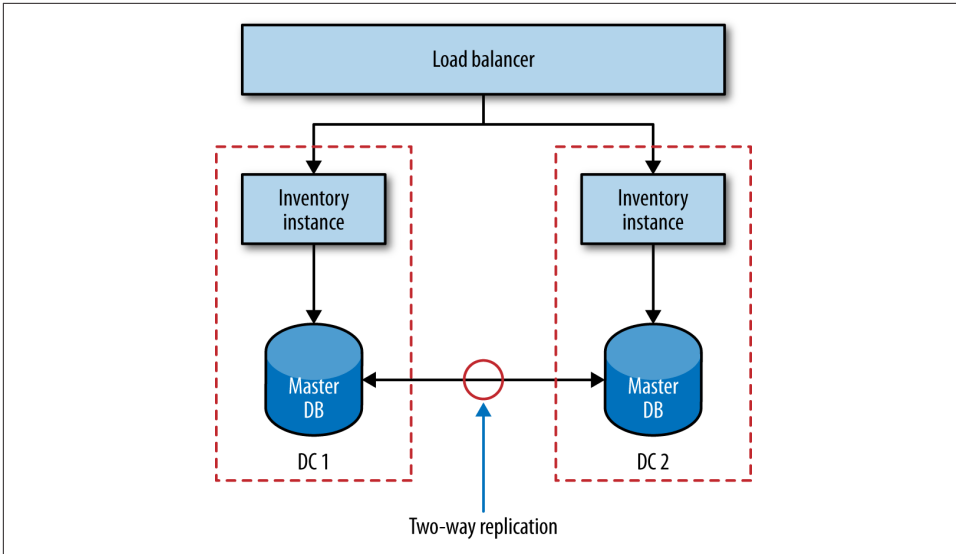 Load balancer
Inventory
instance
Inventory
instance
Master
DB
Master
DB
DC 1
DC 2
Two-way replication